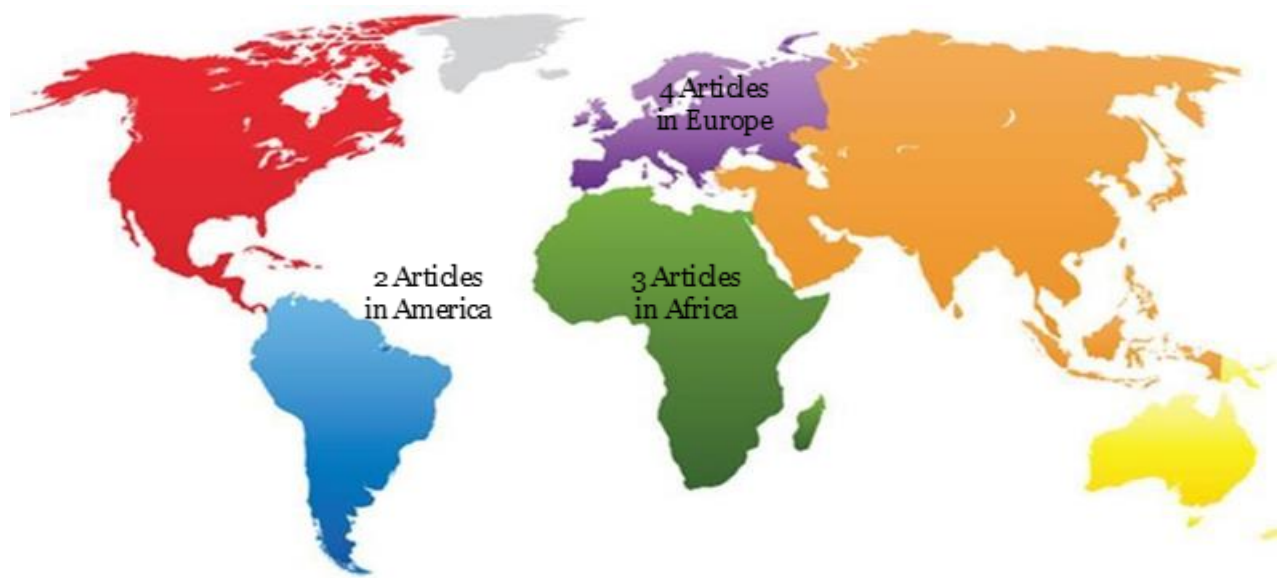 4 Articles
in Europe
2 Articles
in America
3 Articles
in Africa